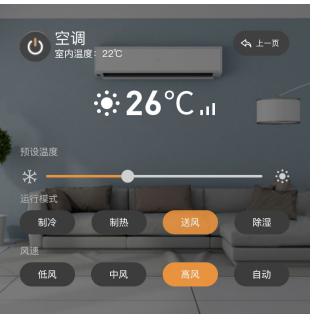 空调
室内温度：22℃
上一页
26℃
预设温度
运行模式
制冷 制热 送风 除湿
风速
低风 中风 高风 自动